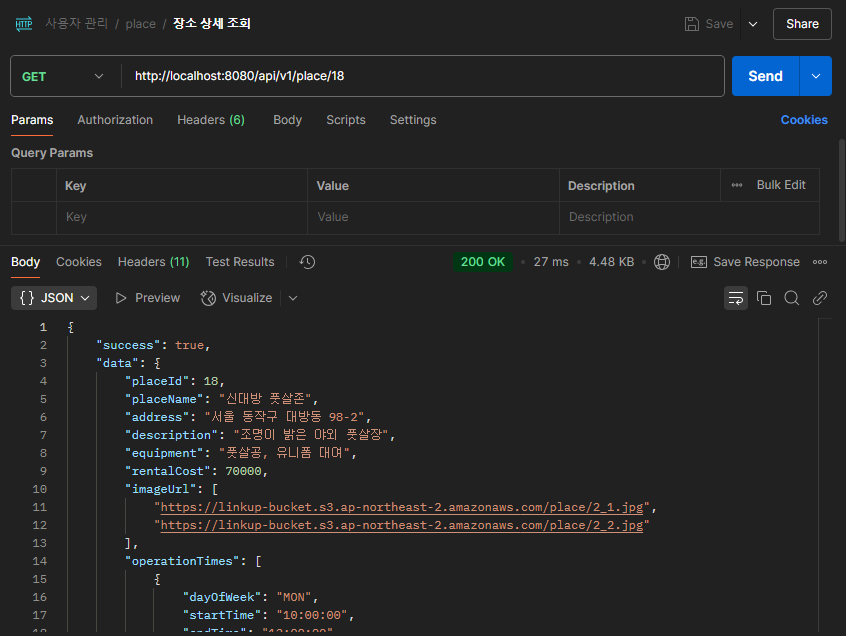 HTTP 사용자 관리 / place / 장소 상세 조회 Save Share
GET http://localhost:8080/api/v1/place/18 Send
Params Authorization Headers (6) Body Scripts Settings Cookies
Query Params
Key Value Description Bulk Edit
Key Value Description
Body Cookies Headers (11) Test Results 200 OK • 27 ms • 4.48 KB • e.g. Save Response
{} JSON Preview Visualize
1 {
2 "success": true,
3 "data": {
4 "placeId": 18,
5 "placeName": "신대방 풋살존",
6 "address": "서울 동작구 대방동 98-2",
7 "description": "조명이 밝은 야외 풋살장",
8 "equipment": "풋살공, 유니폼 대여",
9 "rentalCost": 70000,
10 "imageUrl": [
11 "https://linkup-bucket.s3.ap-northeast-2.amazonaws.com/place/2_1.jpg",
12 "https://linkup-bucket.s3.ap-northeast-2.amazonaws.com/place/2_2.jpg"
13 ],
14 "operationTimes": [
15 {
16 "dayOfWeek": "MON",
17 "startTime": "10:00:00",
18